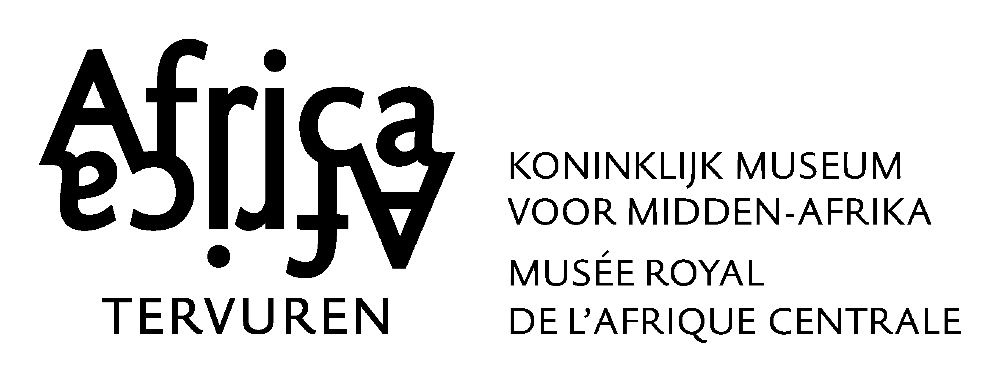 Africa
Africa
TERVUREN
KONINKLIJK MUSEUM
VOOR MIDDEN-AFRIKA
MUSÉE ROYAL
DE L’AFRIQUE CENTRALE